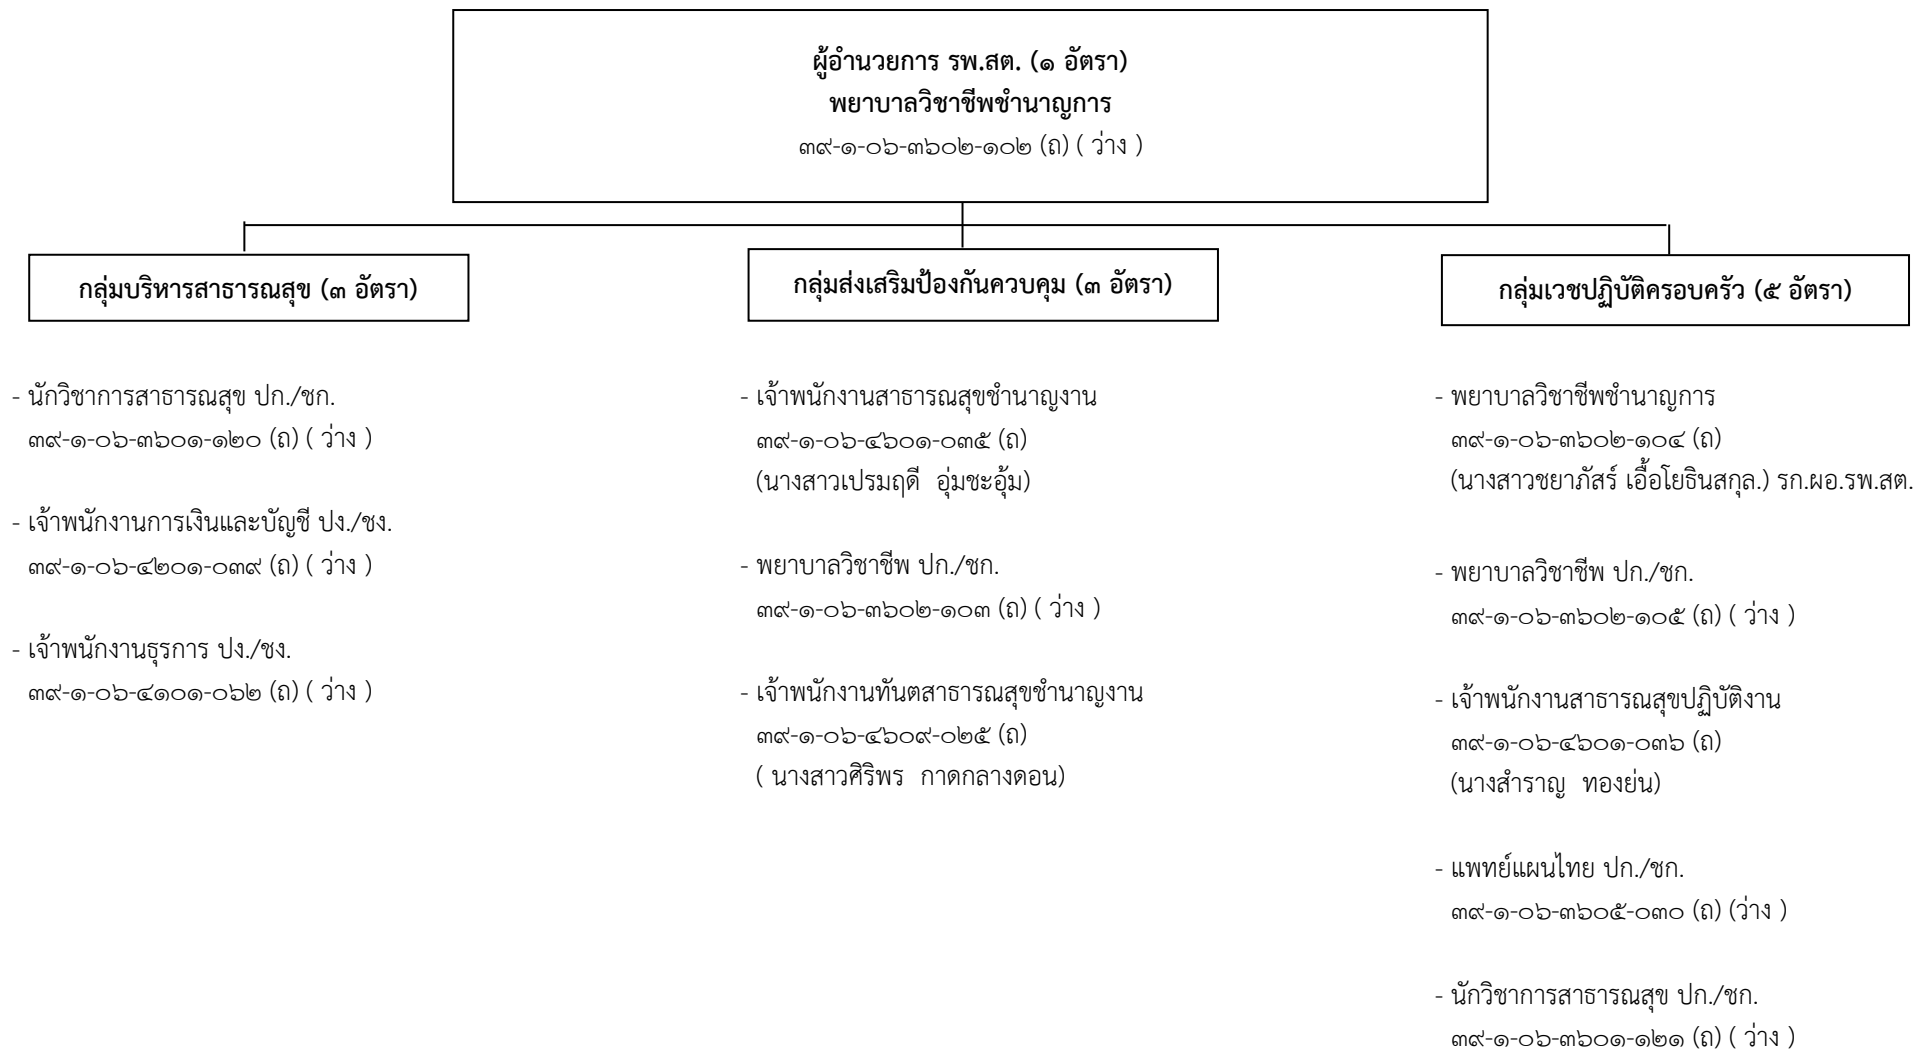 ผู้อำนวยการ รพ.สต. (๑ อัตรา)
พยาบาลวิชาชีพชำนาญการ
๓๙-๑-๐๖-๓๖๐๒-๑๐๒ (ถ) ( ว่าง )
กลุ่มบริหารสาธารณสุข (๓ อัตรา)
- นักวิชาการสาธารณสุข ปก./ชก.
๓๙-๑-๐๖-๓๖๐๑-๑๒๐ (ถ) ( ว่าง )
- เจ้าพนักงานการเงินและบัญชี ปง./ชง.
๓๙-๑-๐๖-๔๒๐๑-๐๓๙ (ถ) ( ว่าง )
- เจ้าพนักงานธุรการ ปง./ชง.
๓๙-๑-๐๖-๔๑๐๑-๐๖๒ (ถ) ( ว่าง )
กลุ่มส่งเสริมป้องกันควบคุม (๓ อัตรา)
- เจ้าพนักงานสาธารณสุขชำนาญงาน
๓๙-๑-๐๖-๔๖๐๑-๐๓๕ (ถ)
(นางสาวเปรมฤดี อุ่มชะอุ้ม)
- พยาบาลวิชาชีพ ปก./ชก.
๓๙-๑-๐๖-๓๖๐๒-๑๐๓ (ถ) ( ว่าง )
- เจ้าพนักงานทันตสาธารณสุขชำนาญงาน
๓๙-๑-๐๖-๔๖๐๙-๐๒๕ (ถ)
( นางสาวศิริพร กาดกลางดอน)
กลุ่มเวชปฏิบัติครอบครัว (๕ อัตรา)
- พยาบาลวิชาชีพชำนาญการ
๓๙-๑-๐๖-๓๖๐๒-๑๐๔ (ถ)
(นางสาวชยาภัสร์ เอื้อโยธินสกุล.) รก.ผอ.รพ.สต.
- พยาบาลวิชาชีพ ปก./ชก.
๓๙-๑-๐๖-๓๖๐๒-๑๐๕ (ถ) ( ว่าง )
- เจ้าพนักงานสาธารณสุขปฏิบัติงาน
๓๙-๑-๐๖-๔๖๐๑-๐๓๖ (ถ)
(นางสำราญ ทองย่น)
- แพทย์แผนไทย ปก./ชก.
๓๙-๑-๐๖-๓๖๐๕-๐๓๐ (ถ) (ว่าง )
- นักวิชาการสาธารณสุข ปก./ชก.
๓๙-๑-๐๖-๓๖๐๑-๑๒๑ (ถ) ( ว่าง )